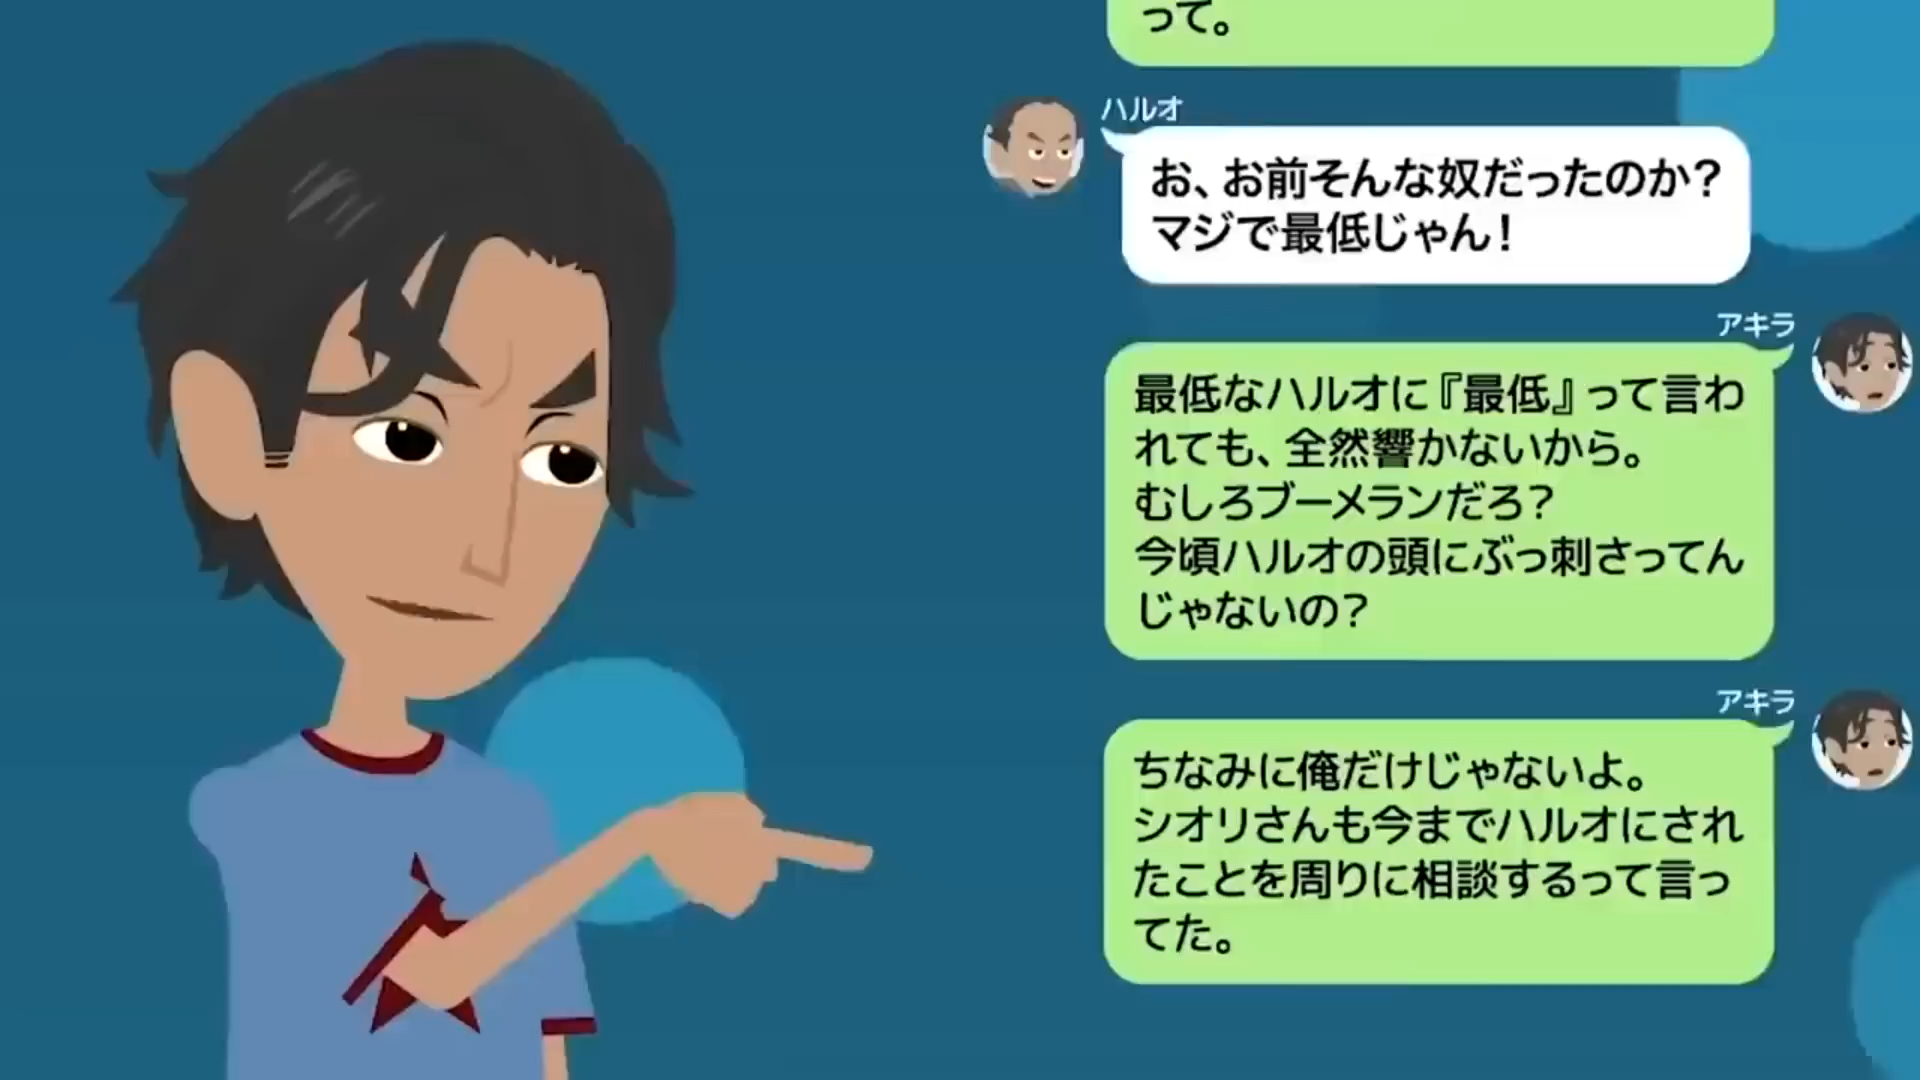 って。
ハルオ
お、お前そんな奴だったのか?
マジで最低じゃん!
アキラ
最低なハルオに『最低』って言わ
れても、全然響かないから。
むしろブーメランだろ?
今頃ハルオの頭にぶっ刺さってん
じゃないの?
アキラ
ちなみに俺だけじゃないよ。
シオリさんも今までハルオにされ
たことを周りに相談するって言っ
てた。